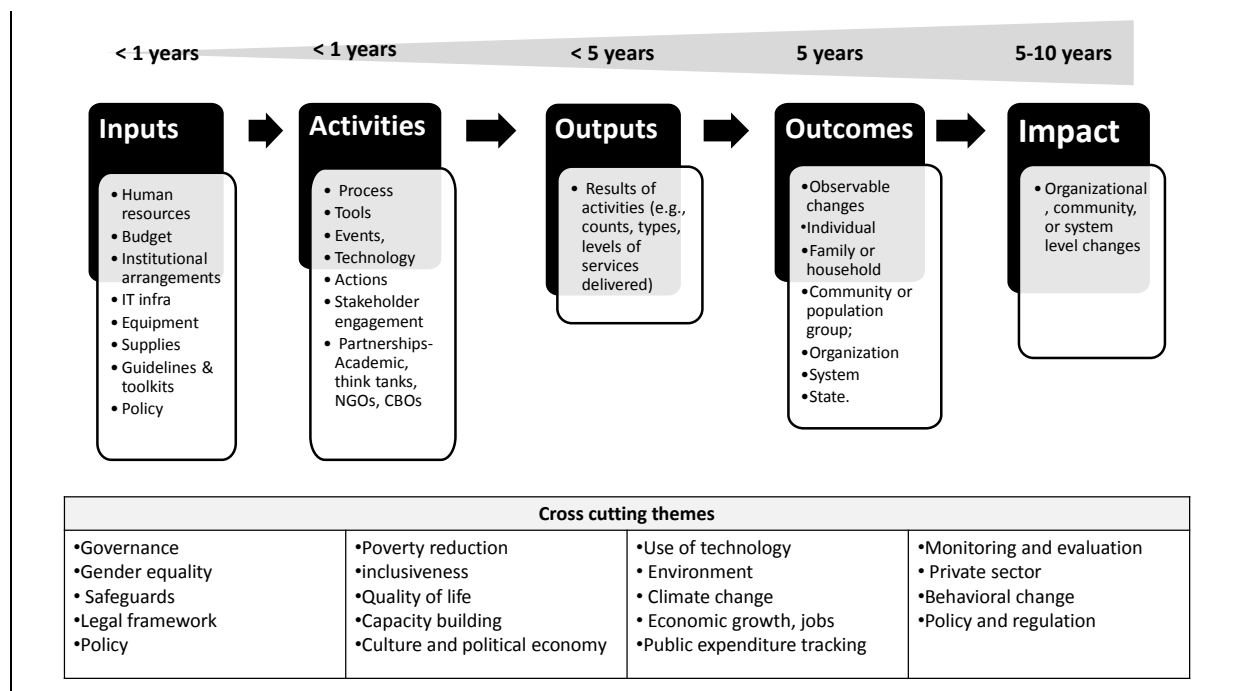 < 1 years
< 1 years
< 5 years
5 years
5-10 years
Inputs
• Human
resources
• Budget
• Institutional
arrangements
• IT infra
• Equipment
• Supplies
• Guidelines &
toolkits
• Policy
Activities
• Process
• Tools
• Events,
• Technology
• Actions
• Stakeholder
engagement
• Partnerships-
Academic,
think tanks,
NGOs, CBOs
Outputs
• Results of
activities (e.g.,
counts, types,
levels of
services
delivered)
Outcomes
•Observable
changes
•Individual
•Family or
household
•Community or
population
group;
•Organization
•System
•State.
Impact
• Organizational
, community,
or system
level changes
Cross cutting themes
•Governance
•Gender equality
• Safeguards
•Legal framework
•Policy
•Poverty reduction
•inclusiveness
•Quality of life
•Capacity building
•Culture and political economy
•Use of technology
• Environment
• Climate change
• Economic growth, jobs
•Public expenditure tracking
•Monitoring and evaluation
• Private sector
•Behavioral change
•Policy and regulation